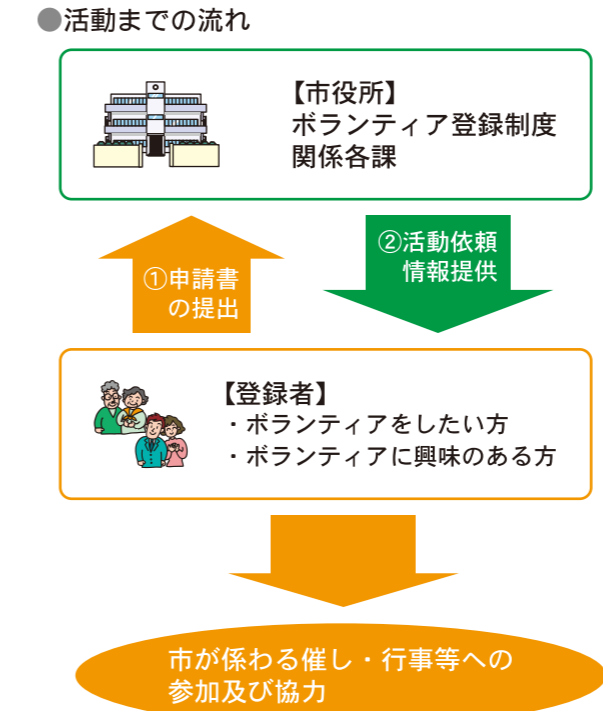 ●活動までの流れ
【市役所】
ボランティア登録制度
関係各課
①申請書
の提出
②活動依頼
情報提供
【登録者】
・ボランティアをしたい方
・ボランティアに興味のある方
市が係わる催し・行事等への
参加及び協力